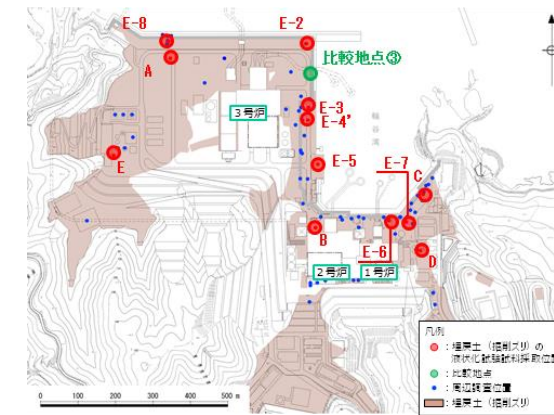 E-8
E-2
A
比較地点③
E-3
3号炉
E-4'
E-5
E-7
E
C
輪谷湾
B
D
E-6
2号炉
1号炉
凡例
:埋戻土（掘削ズリ）の
液状化試験試料採取位置
:比較地点
:周辺調査位置
:埋戻土（掘削ズリ）
0 100 200 300 400 500 m